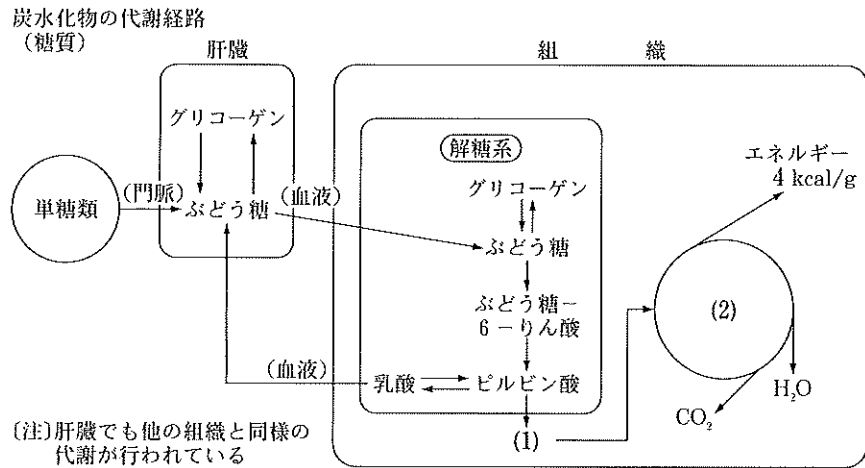 炭水化物の代謝経路
（糖質）
肝臓
組織
グリコーゲン
解糖系
エネルギー
4 kcal/g
単糖類
（門脈）
ぶどう糖
（血液）
グリコーゲン
ぶどう糖
ぶどう糖－
6－りん酸
(2)
（血液）
乳酸
ピルビン酸
H₂O
CO₂
(1)
〔注〕肝臓でも他の組織と同様の
代謝が行われている